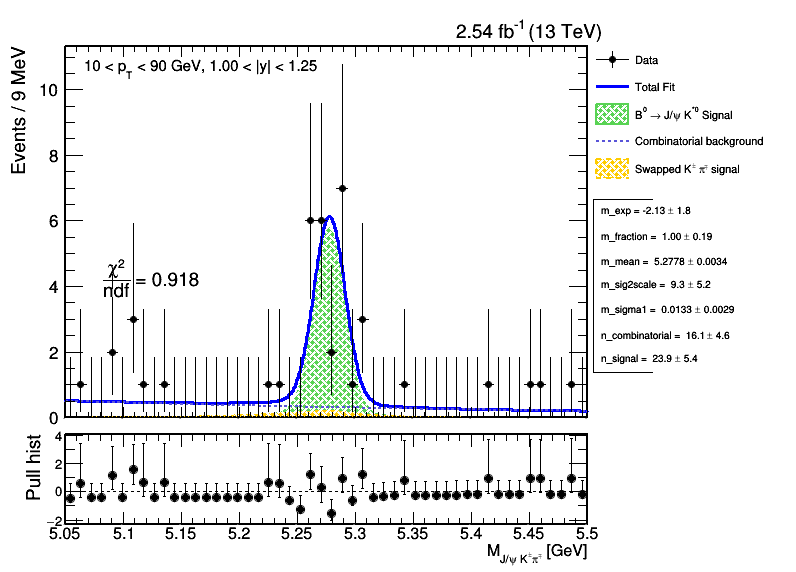 2.54 fb⁻¹ (13 TeV)
Events / 9 MeV
10 < p_T < 90 GeV, 1.00 < |y| < 1.25
10
8
6
4
2
0
χ²/ndf = 0.918
Data
Total Fit
B⁰ → J/ψ K*⁰ Signal
Combinatorial background
Swapped K± π∓ signal
m_exp = -2.13 ± 1.8
m_fraction = 1.00 ± 0.19
m_mean = 5.2778 ± 0.0034
m_sig2scale = 9.3 ± 5.2
m_sigma1 = 0.0133 ± 0.0029
n_combinatorial = 16.1 ± 4.6
n_signal = 23.9 ± 5.4
Pull hist
4
2
0
−2
5.05 5.1 5.15 5.2 5.25 5.3 5.35 5.4 5.45 5.5
M_J/ψ K± π∓ [GeV]